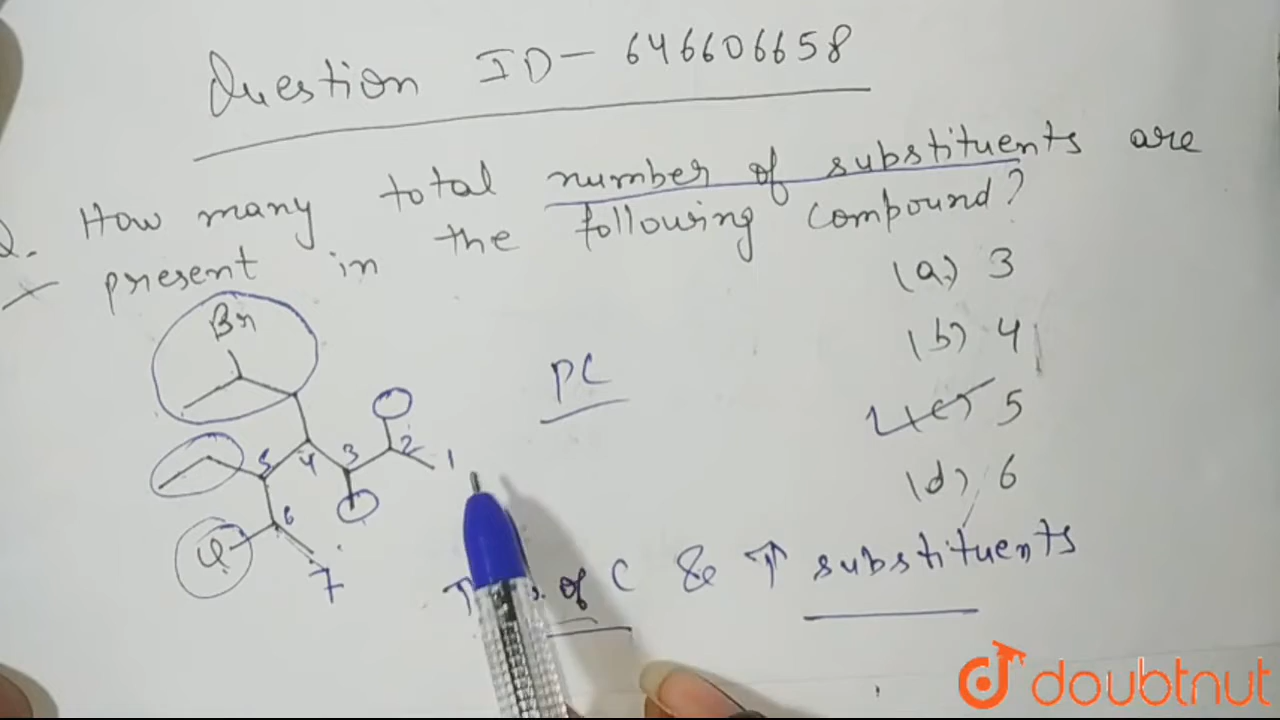 Question ID - 646606658
Q. How many total number of substituents are
present in the following compound?
(a) 3
(b) 4
(c) 5
(d) 6
Br
PC
5 4 3 2 1
Cl 6
7
of C & ↑ substituents
doubtnut